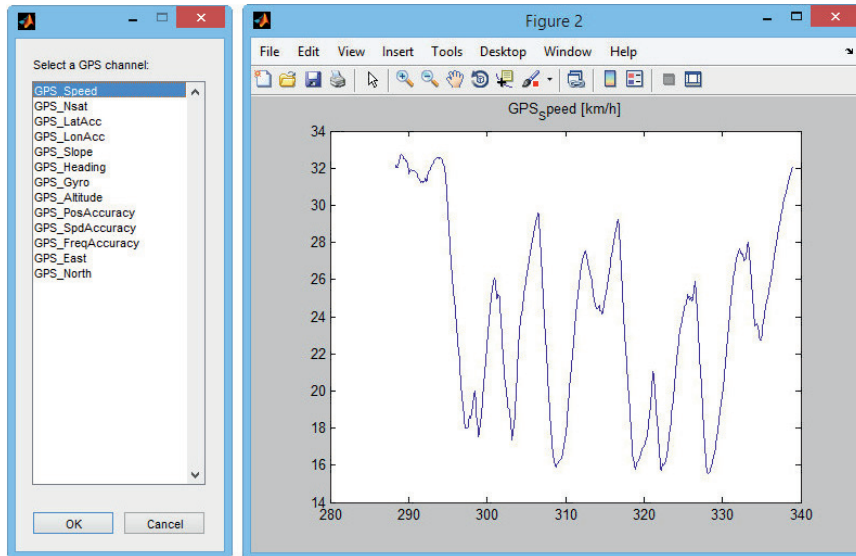 Select a GPS channel:
GPS_Speed
GPS_Nsat
GPS_LatAcc
GPS_LonAcc
GPS_Slope
GPS_Heading
GPS_Gyro
GPS_Altitude
GPS_PosAccuracy
GPS_SpdAccuracy
GPS_FreqAccuracy
GPS_East
GPS_North
OK Cancel
Figure 2
File Edit View Insert Tools Desktop Window Help
GPSSpeed [km/h]
34
32
30
28
26
24
22
20
18
16
14
280 290 300 310 320 330 340